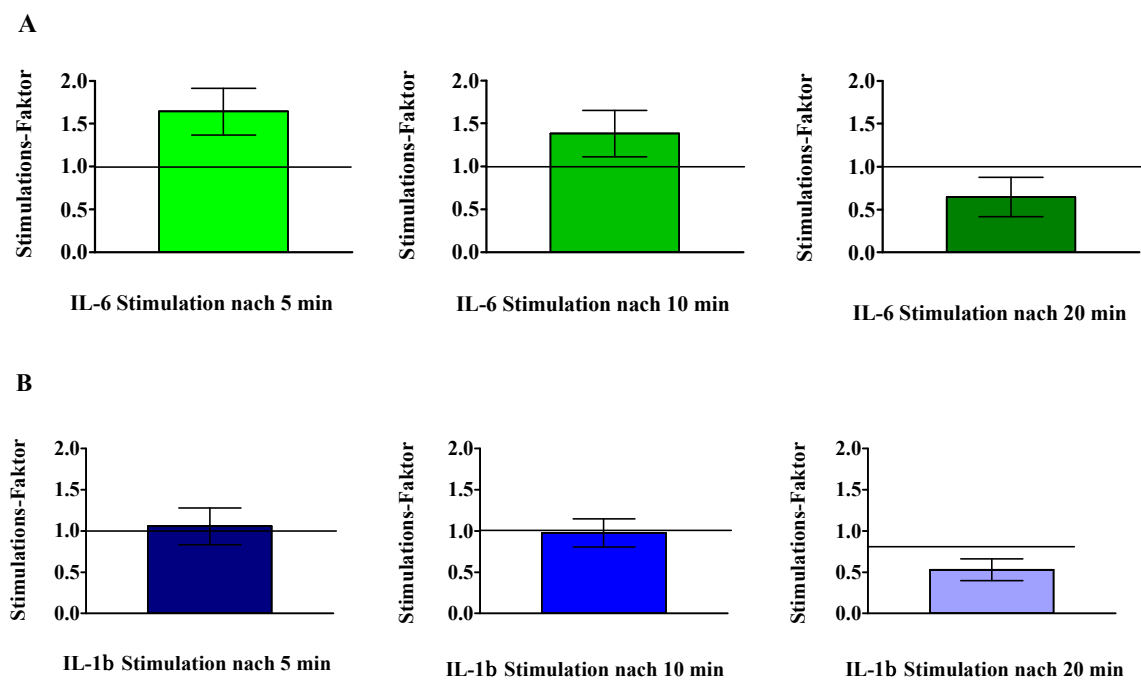 A
Stimulations-Faktor
2.0
1.5
1.0
0.5
0.0
IL-6 Stimulation nach 5 min
Stimulations-Faktor
2.0
1.5
1.0
0.5
0.0
IL-6 Stimulation nach 10 min
Stimulations-Faktor
2.0
1.5
1.0
0.5
0.0
IL-6 Stimulation nach 20 min
B
Stimulations-Faktor
2.0
1.5
1.0
0.5
0.0
IL-1b Stimulation nach 5 min
Stimulations-Faktor
2.0
1.5
1.0
0.5
0.0
IL-1b Stimulation nach 10 min
Stimulations-Faktor
2.0
1.5
1.0
0.5
0.0
IL-1b Stimulation nach 20 min